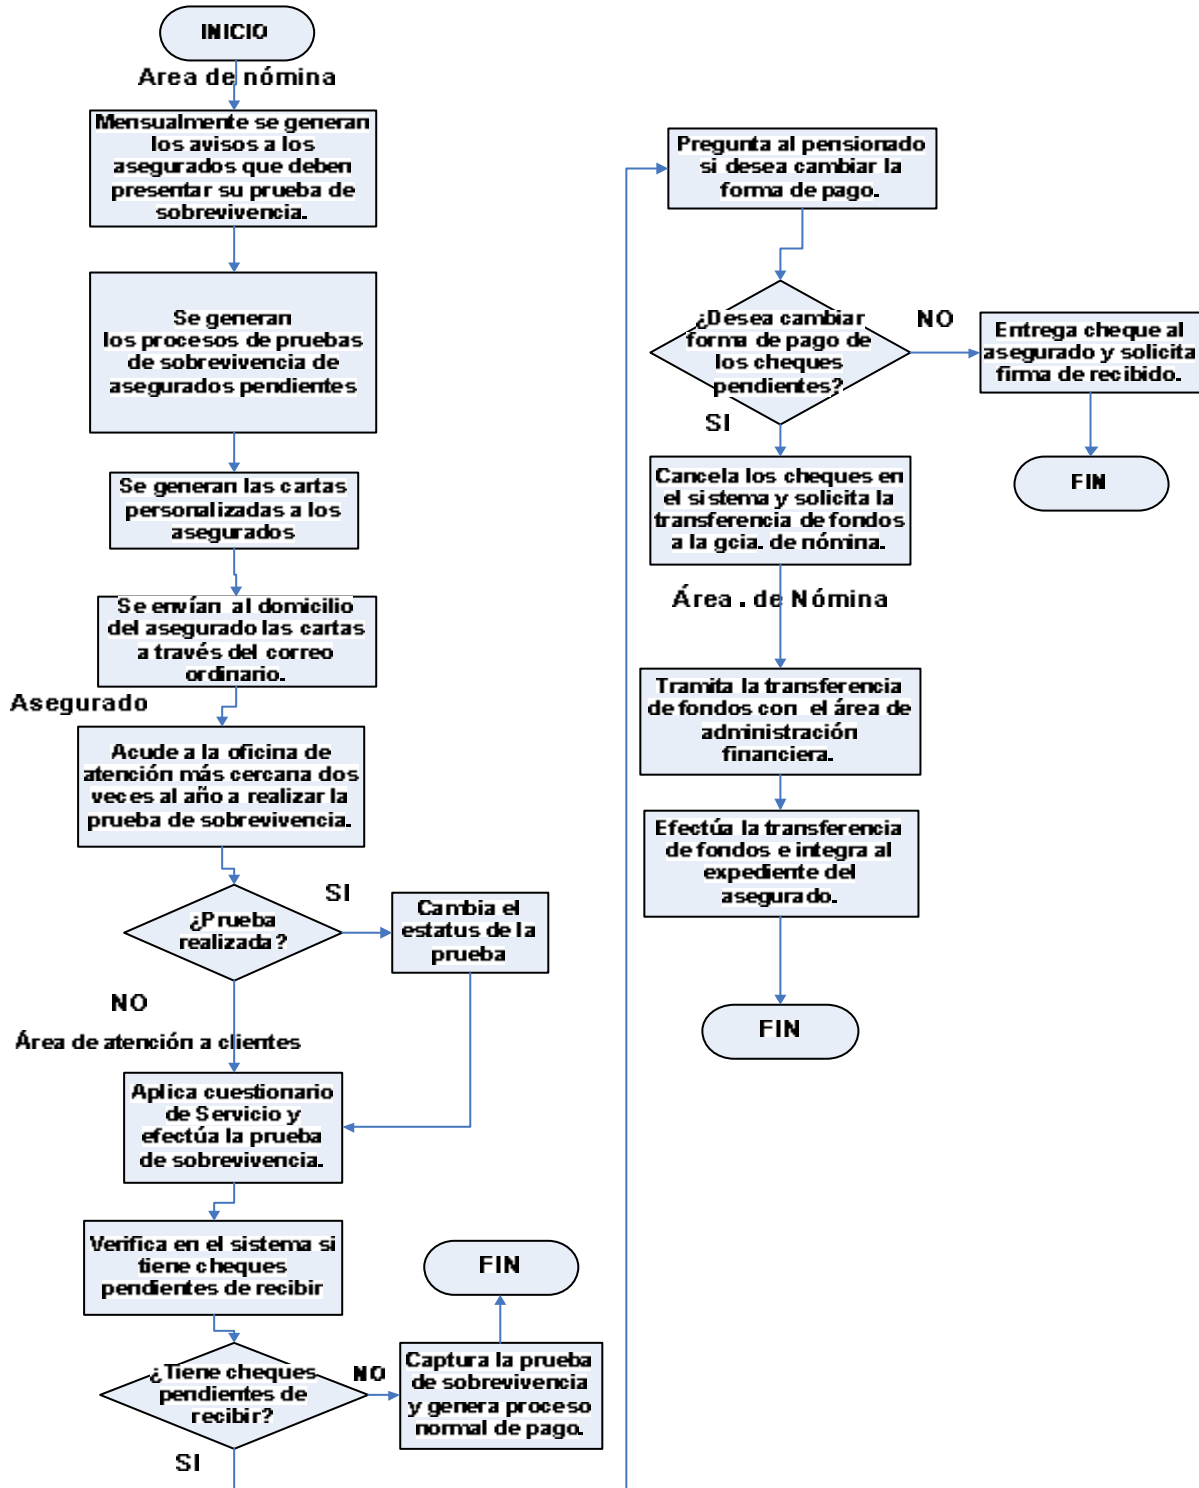 INICIO
Area de nómina
Mensualmente se generan
los avisos a los
asegurados que deben
presentar su prueba de
sobrevivencia.
Se generan
los procesos de pruebas
de sobrevivencia de
asegurados pendientes
Se generan las cartas
personalizadas a los
asegurados
Se envían al domicilio
del asegurado las cartas
a través del correo
ordinario.
Asegurado
Acude a la oficina de
atención más cercana dos
veces al año a realizar la
prueba de sobrevivencia.
¿Prueba
realizada?
SI
Cambia el
estatus de la
prueba
NO
Área de atención a clientes
Aplica cuestionario
de Servicio y
efectúa la prueba
de sobrevivencia.
Verifica en el sistema si
tiene cheques
pendientes de recibir
¿Tiene cheques
pendientes de
recibir?
NO
Captura la prueba
de sobrevivencia
y genera proceso
normal de pago.
FIN
SI
Pregunta al pensionado
si desea cambiar la
forma de pago.
¿Desea cambiar
forma de pago de
los cheques
pendientes?
NO
Entrega cheque al
asegurado y solicita
firma de recibido.
FIN
SI
Cancela los cheques en
el sistema y solicita la
transferencia de fondos
a la gcia. de nómina.
Área . de Nómina
Tramita la transferencia
de fondos con el área de
administración
financiera.
Efectúa la transferencia
de fondos e integra al
expediente del
asegurado.
FIN